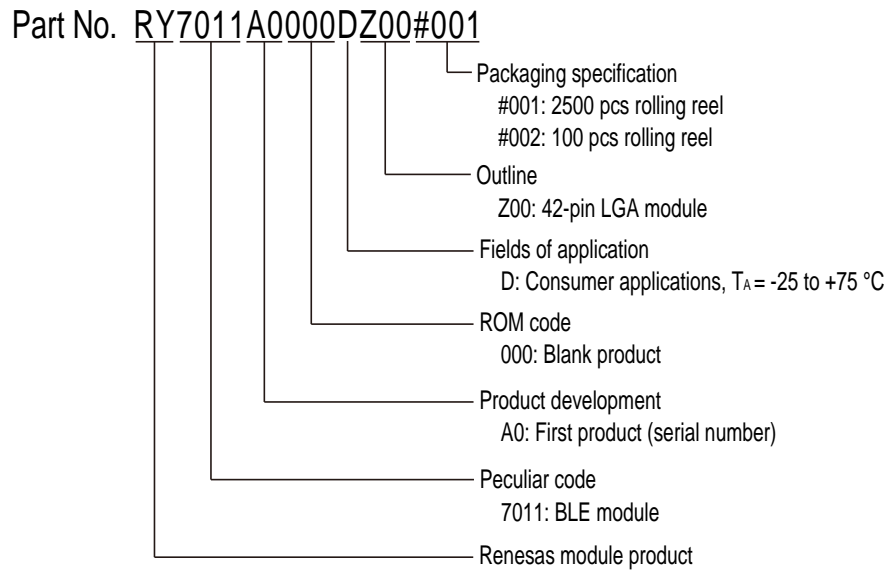 Part No. RY7011A0000DZ00#001
Packaging specification
#001: 2500 pcs rolling reel
#002: 100 pcs rolling reel
Outline
Z00: 42-pin LGA module
Fields of application
D: Consumer applications, TA = -25 to +75 °C
ROM code
000: Blank product
Product development
A0: First product (serial number)
Peculiar code
7011: BLE module
Renesas module product